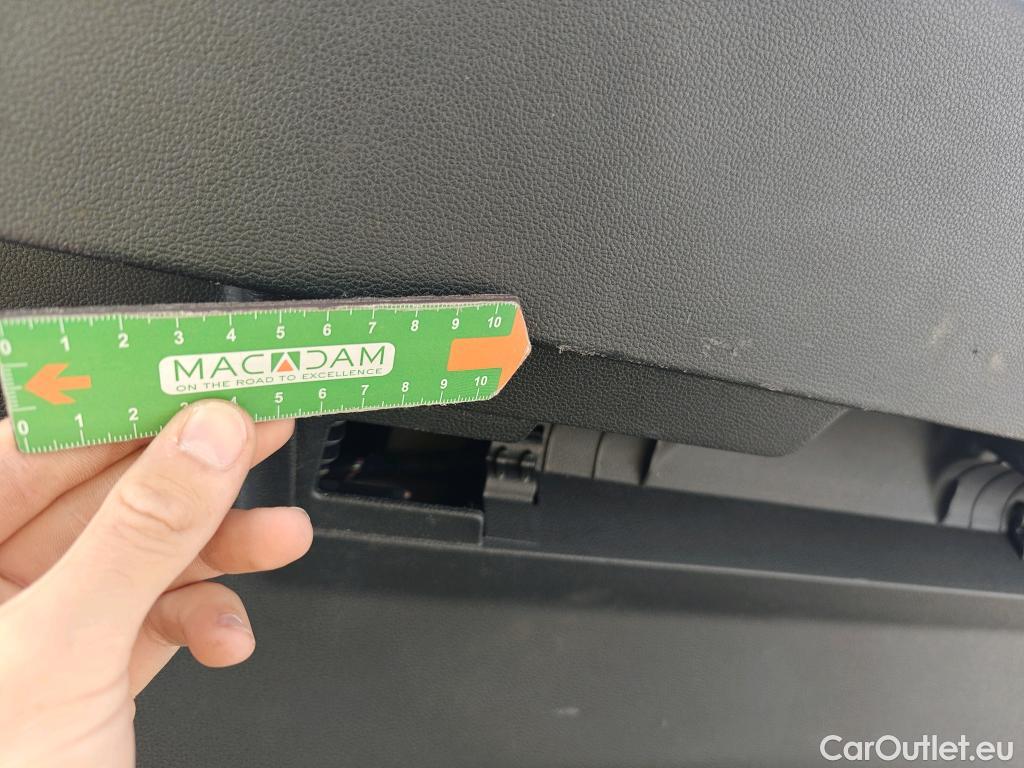 0 1 2 3 4 5 6 7 8 9 10
MACADAM
ON THE ROAD TO EXCELLENCE
0 1 2 3 4 5 6 7 8 9 10
CarOutlet.eu